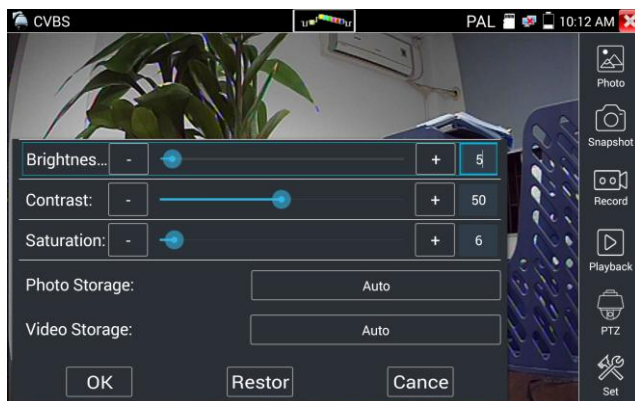 CVBS PAL 10:12 AM
Photo
Snapshot
Record
Playback
PTZ
Set
Brightnes... - + 5
Contrast: - + 50
Saturation: - + 6
Photo Storage: Auto
Video Storage: Auto
OK Restor Cance